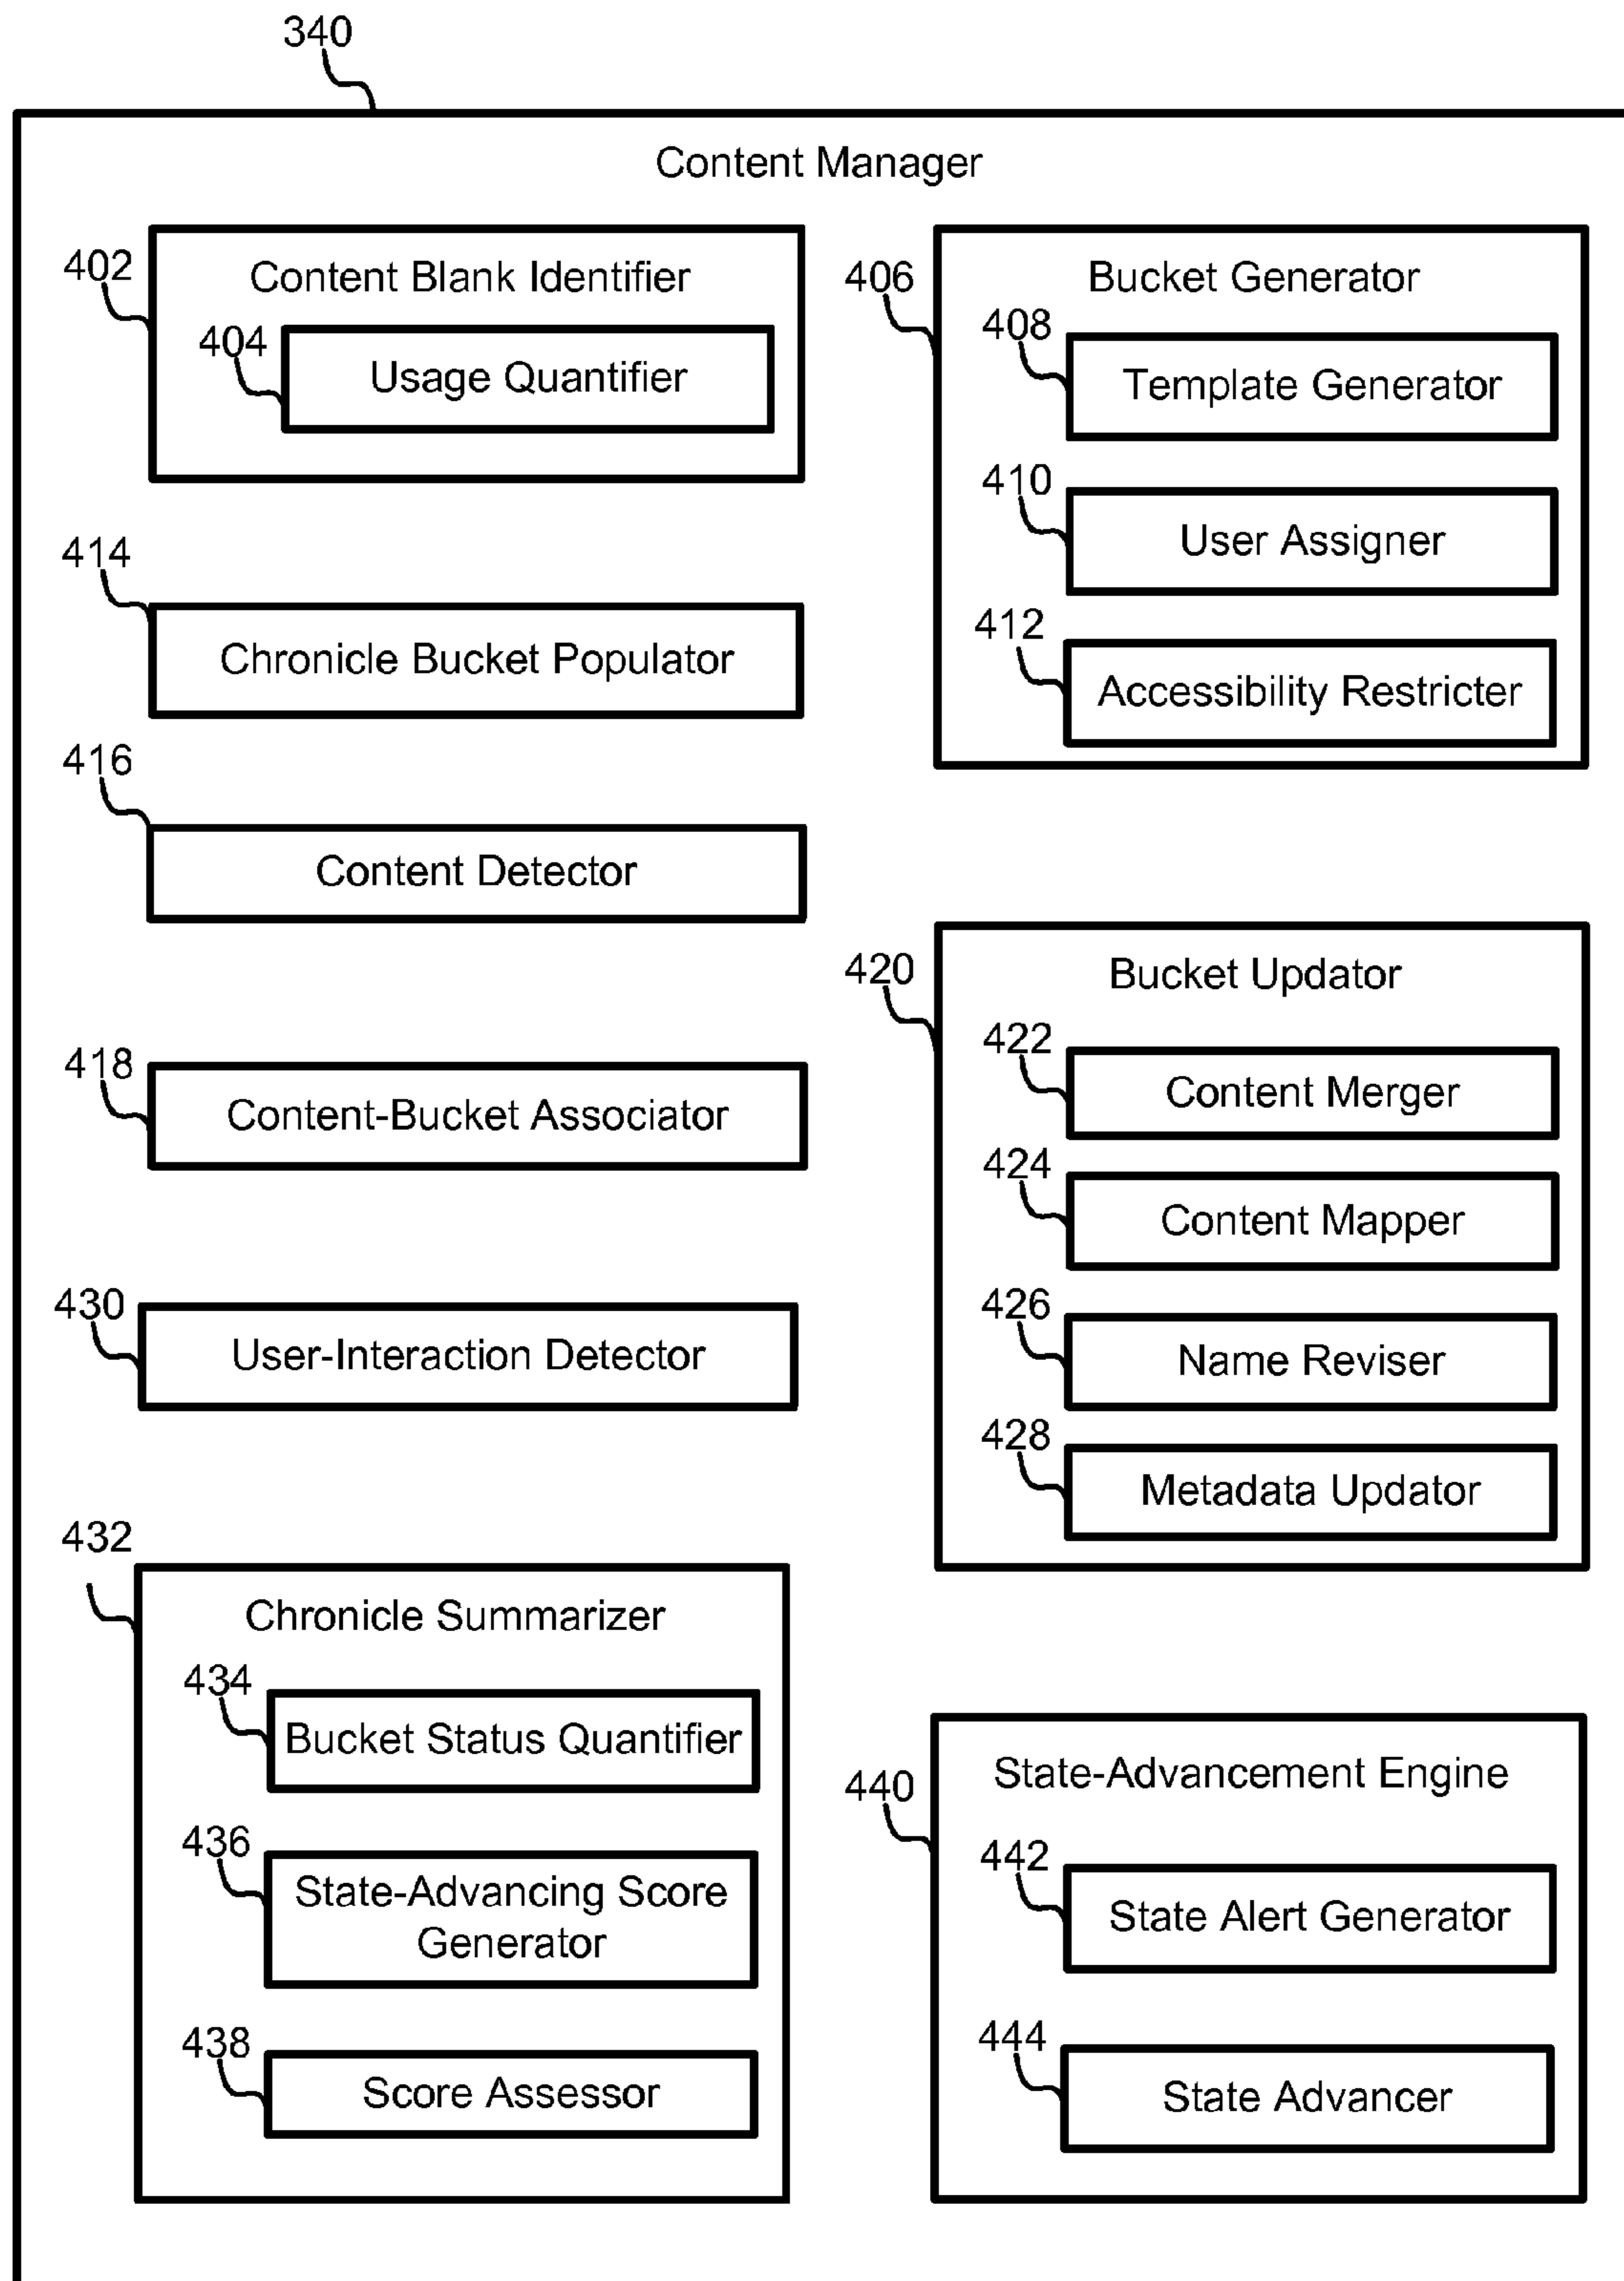 340
Content Manager
402
Content Blank Identifier
404
Usage Quantifier
406
Bucket Generator
408
Template Generator
410
User Assigner
412
Accessibility Restricter
414
Chronicle Bucket Populator
416
Content Detector
418
Content-Bucket Associator
420
Bucket Updator
422
Content Merger
424
Content Mapper
426
Name Reviser
428
Metadata Updator
430
User-Interaction Detector
432
Chronicle Summarizer
434
Bucket Status Quantifier
436
State-Advancing Score
Generator
438
Score Assessor
440
State-Advancement Engine
442
State Alert Generator
444
State Advancer